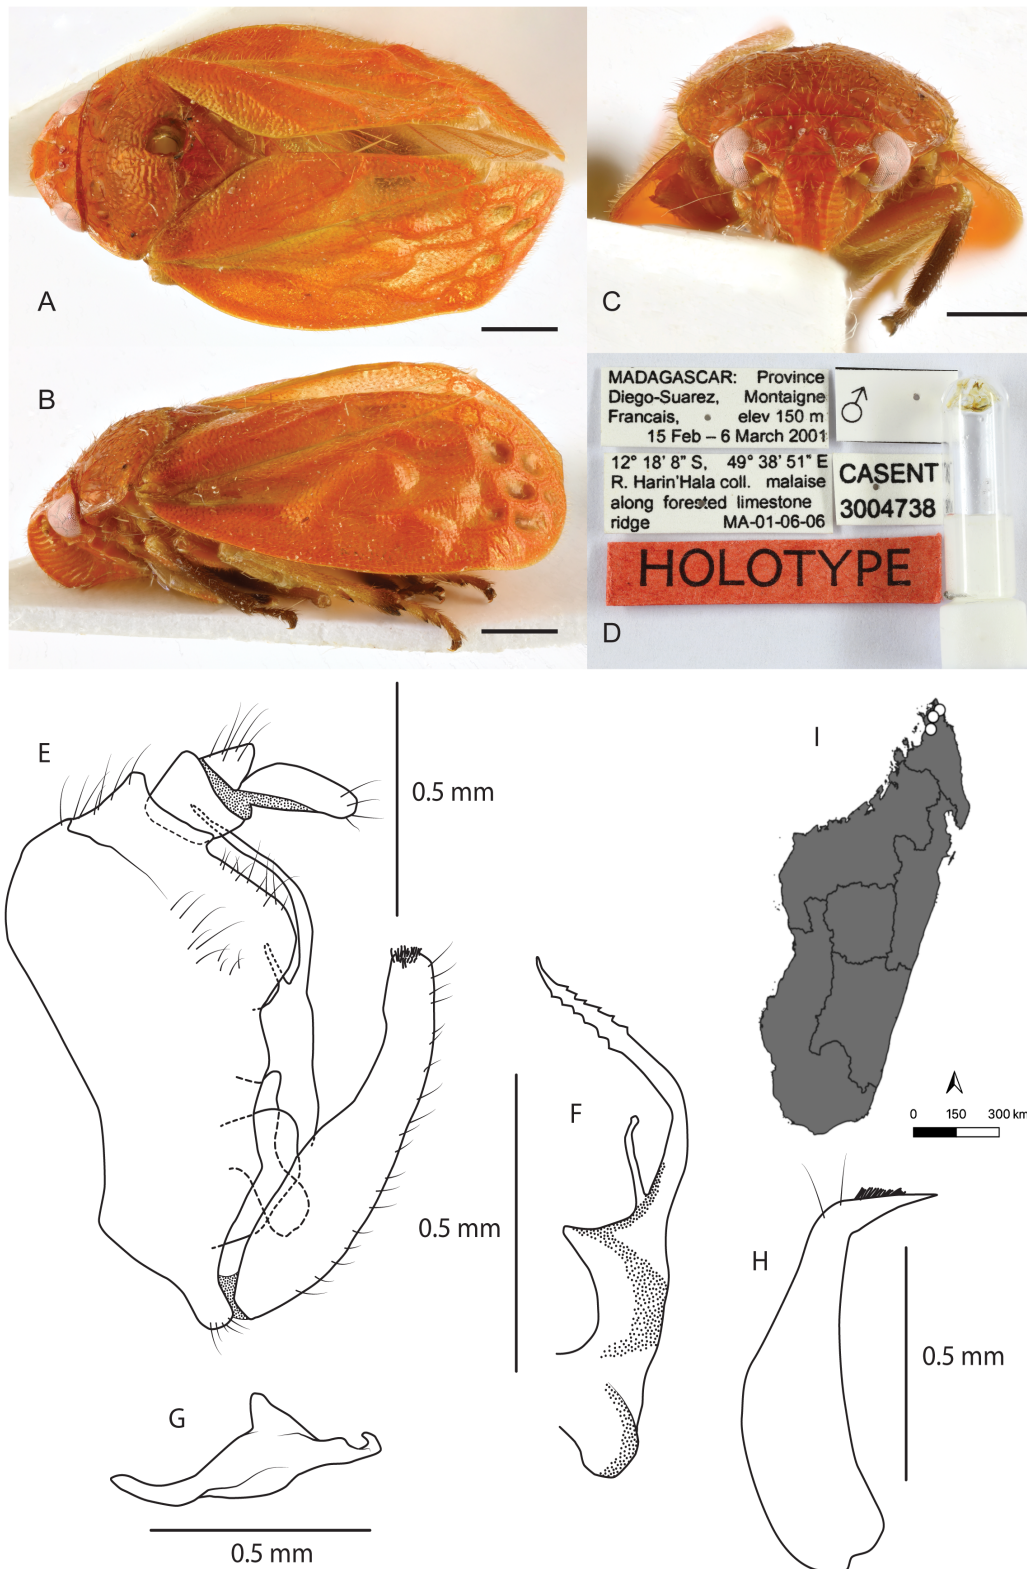 A
B
C
MADAGASCAR: Province
Diego-Suarez, Montaigne
Francais, elev 150 m
15 Feb – 6 March 2001
♂
12° 18' 8" S, 49° 38' 51" E
R. Harin'Hala coll. malaise
along forested limestone
ridge MA-01-06-06
CASENT
3004738
HOLOTYPE
D
E
0.5 mm
I
0 150 300 km
F
0.5 mm
G
0.5 mm
H
0.5 mm